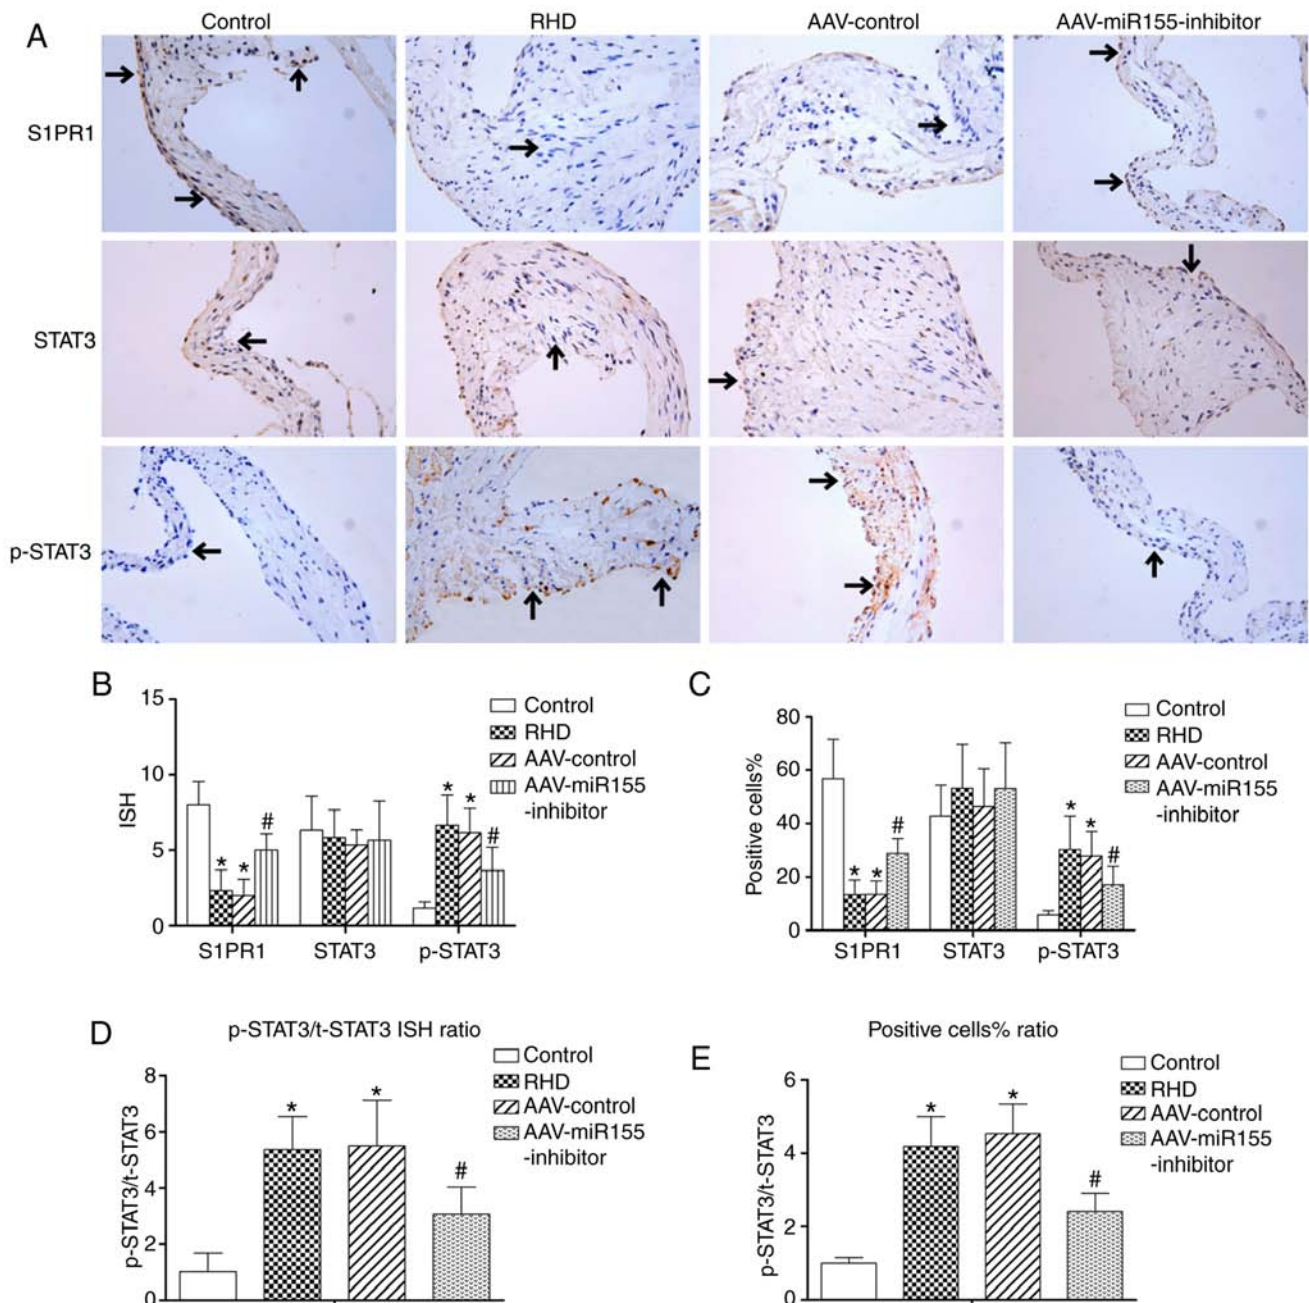 A
Control
RHD
AAV-control
AAV-miR155-inhibitor
S1PR1
STAT3
p-STAT3
B
15
10
5
0
ISH
* * #
* * #
S1PR1
STAT3
p-STAT3
Control
RHD
AAV-control
AAV-miR155
-inhibitor
C
80
60
40
20
0
Positive cells%
* * #
* * #
S1PR1
STAT3
p-STAT3
Control
RHD
AAV-control
AAV-miR155
-inhibitor
D
p-STAT3/t-STAT3 ISH ratio
8
6
4
2
0
p-STAT3/t-STAT3
* * #
Control
RHD
AAV-control
AAV-miR155
-inhibitor
E
Positive cells% ratio
6
4
2
0
p-STAT3/t-STAT3
* * #
Control
RHD
AAV-control
AAV-miR155
-inhibitor